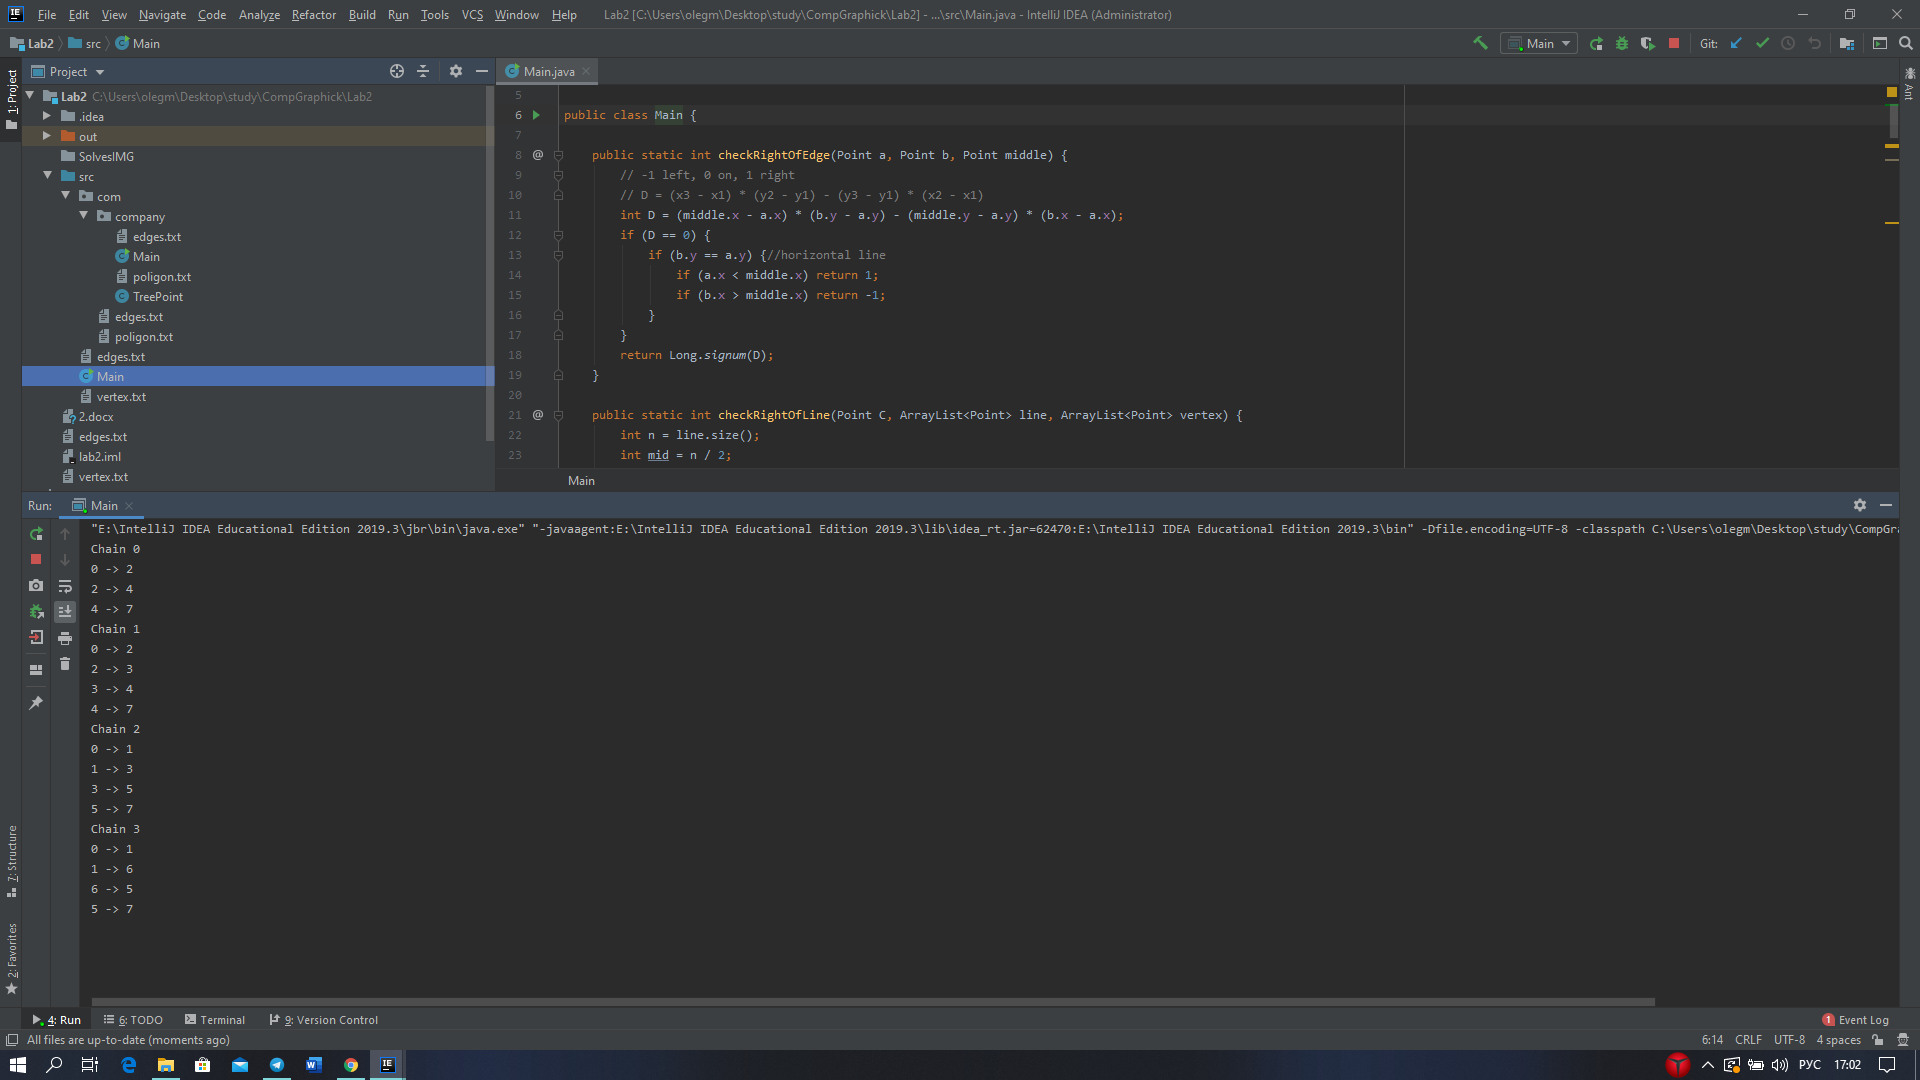 File Edit View Navigate Code Analyze Refactor Build Run Tools VCS Window Help Lab2 [C:\Users\olegm\Desktop\study\CompGraphick\Lab2] - ...\src\Main.java - IntelliJ IDEA (Administrator)
Lab2 src Main
Main Git:
Project
Main.java
1: Project
Ant
Lab2 C:\Users\olegm\Desktop\study\CompGraphick\Lab2
.idea
out
SolvesIMG
src
com
company
edges.txt
Main
poligon.txt
TreePoint
edges.txt
poligon.txt
edges.txt
Main
vertex.txt
2.docx
edges.txt
lab2.iml
vertex.txt
5
6 public class Main {
7
8 @ public static int checkRightOfEdge(Point a, Point b, Point middle) {
9 // -1 left, 0 on, 1 right
10 // D = (x3 - x1) * (y2 - y1) - (y3 - y1) * (x2 - x1)
11 int D = (middle.x - a.x) * (b.y - a.y) - (middle.y - a.y) * (b.x - a.x);
12 if (D == 0) {
13 if (b.y == a.y) {//horizontal line
14 if (a.x < middle.x) return 1;
15 if (b.x > middle.x) return -1;
16 }
17 }
18 return Long.signum(D);
19 }
20
21 @ public static int checkRightOfLine(Point C, ArrayList<Point> line, ArrayList<Point> vertex) {
22 int n = line.size();
23 int mid = n / 2;
Main
Run: Main
"E:\IntelliJ IDEA Educational Edition 2019.3\jbr\bin\java.exe" "-javaagent:E:\IntelliJ IDEA Educational Edition 2019.3\lib\idea_rt.jar=62470:E:\IntelliJ IDEA Educational Edition 2019.3\bin" -Dfile.encoding=UTF-8 -classpath C:\Users\olegm\Desktop\study\CompGra
Chain 0
0 -> 2
2 -> 4
4 -> 7
Chain 1
0 -> 2
2 -> 3
3 -> 4
4 -> 7
Chain 2
0 -> 1
1 -> 3
3 -> 5
5 -> 7
Chain 3
0 -> 1
1 -> 6
6 -> 5
5 -> 7
7: Structure
2: Favorites
4: Run 6: TODO Terminal 9: Version Control 1 Event Log
All files are up-to-date (moments ago) 6:14 CRLF UTF-8 4 spaces
РУС 17:02